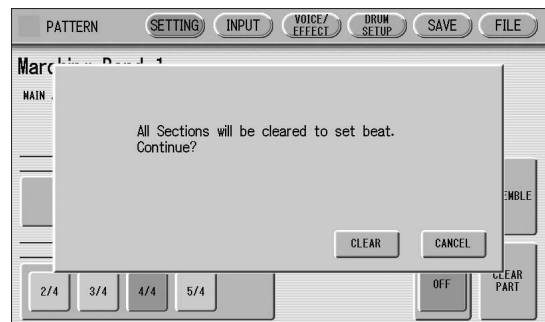 PATTERN SETTING INPUT VOICE/ EFFECT DRUM SETUP SAVE FILE
MAIN
All Sections will be cleared to set beat.
Continue?
CLEAR CANCEL
2/4 3/4 4/4 5/4 OFF CLEAR PART